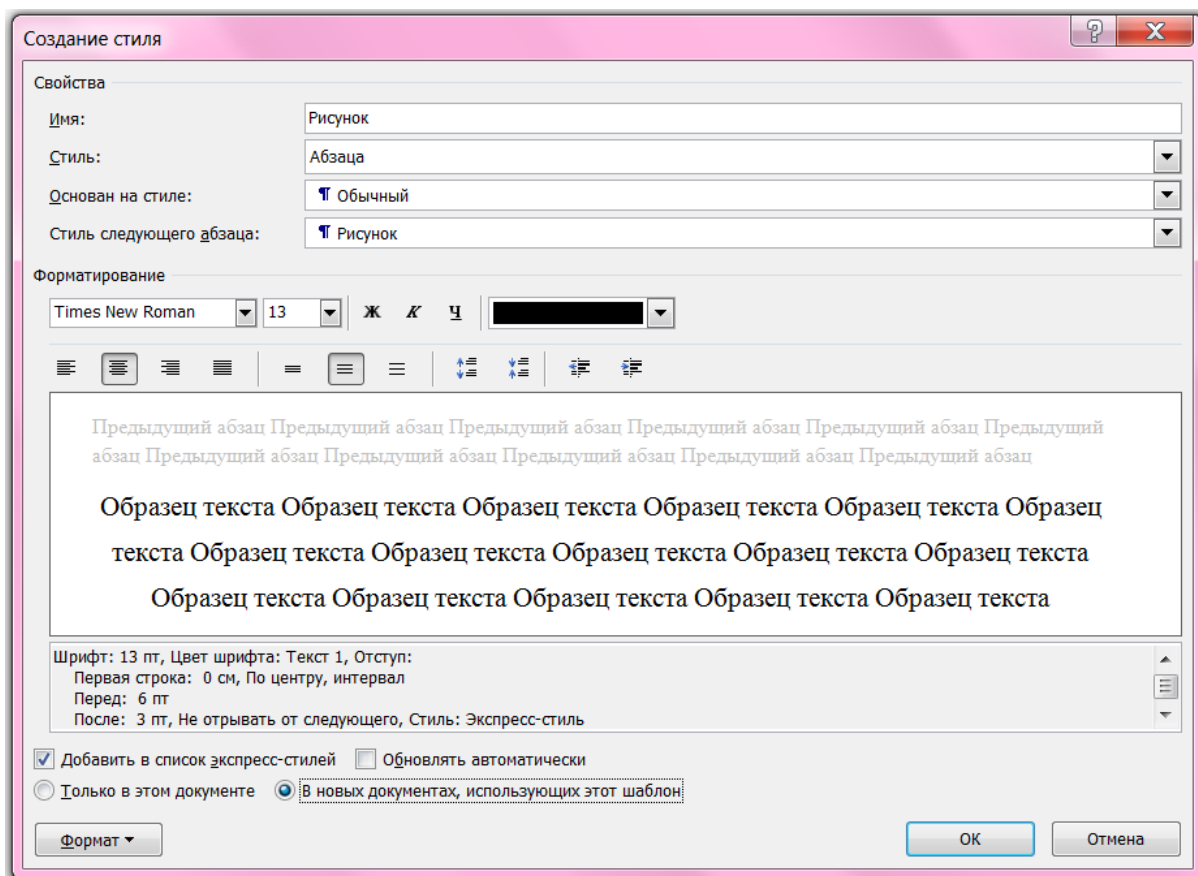 Создание стиля
Свойства
Имя: Рисунок
Стиль: Абзаца
Основан на стиле: ¶ Обычный
Стиль следующего абзаца: ¶ Рисунок
Форматирование
Times New Roman 13 Ж К Ч
Предыдущий абзац Предыдущий абзац Предыдущий абзац Предыдущий абзац Предыдущий абзац Предыдущий
абзац Предыдущий абзац Предыдущий абзац Предыдущий абзац Предыдущий абзац Предыдущий абзац
Образец текста Образец текста Образец текста Образец текста Образец текста Образец
текста Образец текста Образец текста Образец текста Образец текста Образец текста
Образец текста Образец текста Образец текста Образец текста Образец текста
Шрифт: 13 пт, Цвет шрифта: Текст 1, Отступ:
Первая строка: 0 см, По центру, интервал
Перед: 6 пт
После: 3 пт, Не отрывать от следующего, Стиль: Экспресс-стиль
Добавить в список экспресс-стилей Обновлять автоматически
Только в этом документе В новых документах, использующих этот шаблон
Формат ОК Отмена